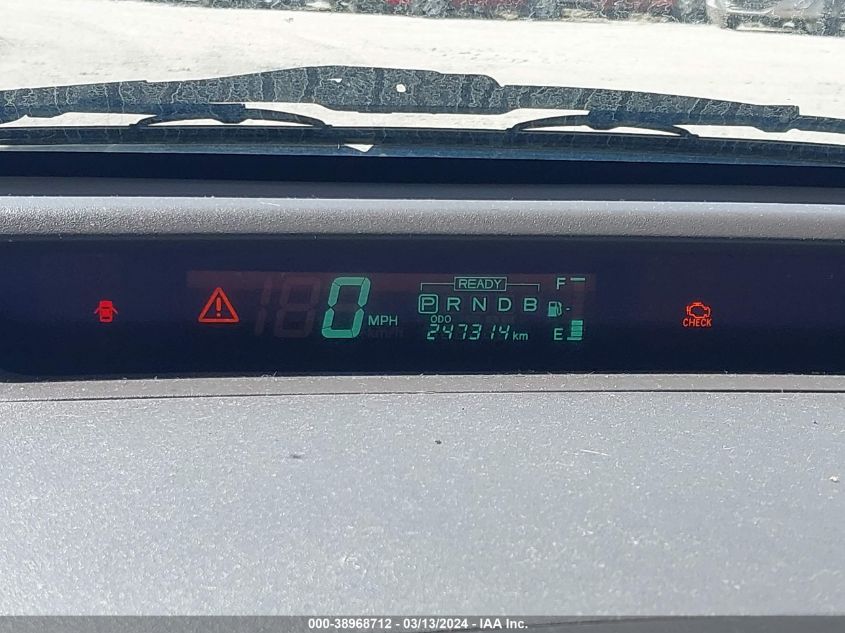 READY
F
0 MPH
P R N D B
ODO
247314 km
E
CHECK
000-38968712 - 03/13/2024 - IAA Inc.